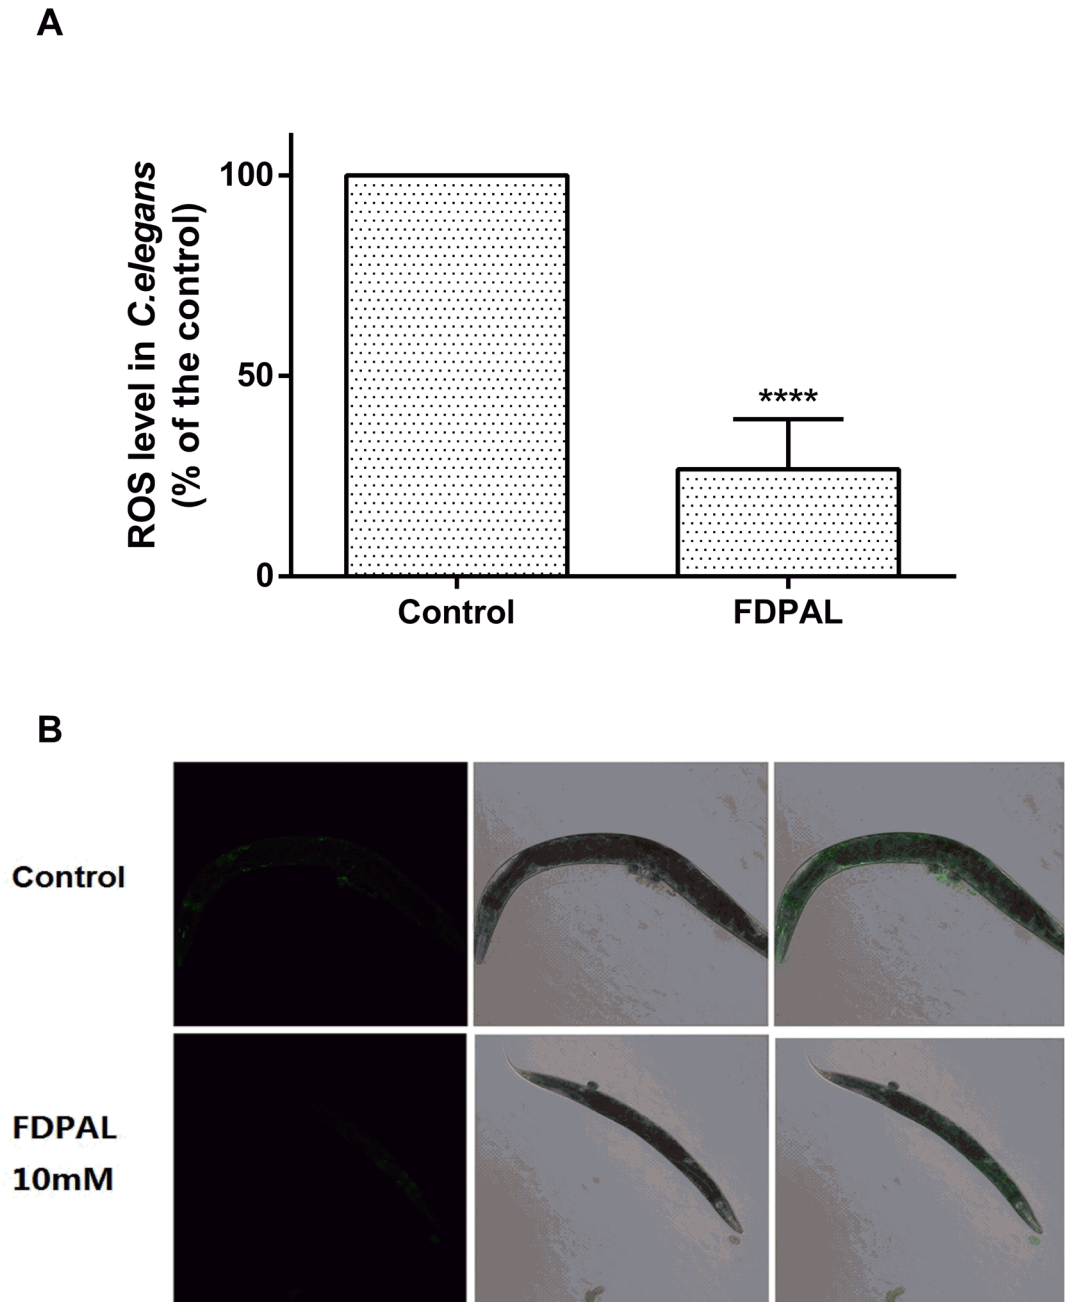 A
ROS level in C.elegans
(% of the control)
100
50
0
****
Control
FDPAL
B
Control
FDPAL
10mM